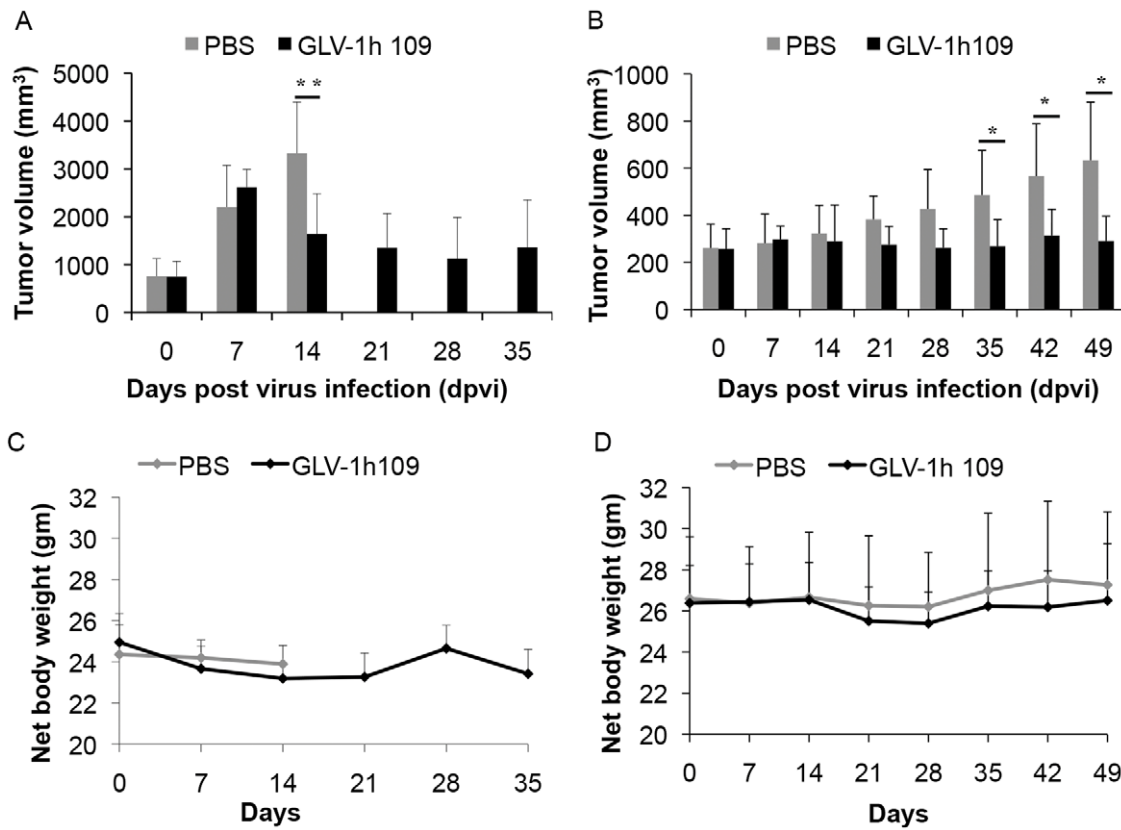 A
PBS GLV-1h 109
Tumor volume (mm³)
5000
4000
3000
2000
1000
0
* *
0 7 14 21 28 35
Days post virus infection (dpvi)
B
PBS GLV-1h109
Tumor volume (mm³)
1000
800
600
400
200
0
*
*
*
0 7 14 21 28 35 42 49
Days post virus infection (dpvi)
C
PBS GLV-1h109
Net body weight (gm)
32
30
28
26
24
22
20
0 7 14 21 28 35
Days
D
PBS GLV-1h 109
Net body weight (gm)
32
30
28
26
24
22
20
0 7 14 21 28 35 42 49
Days